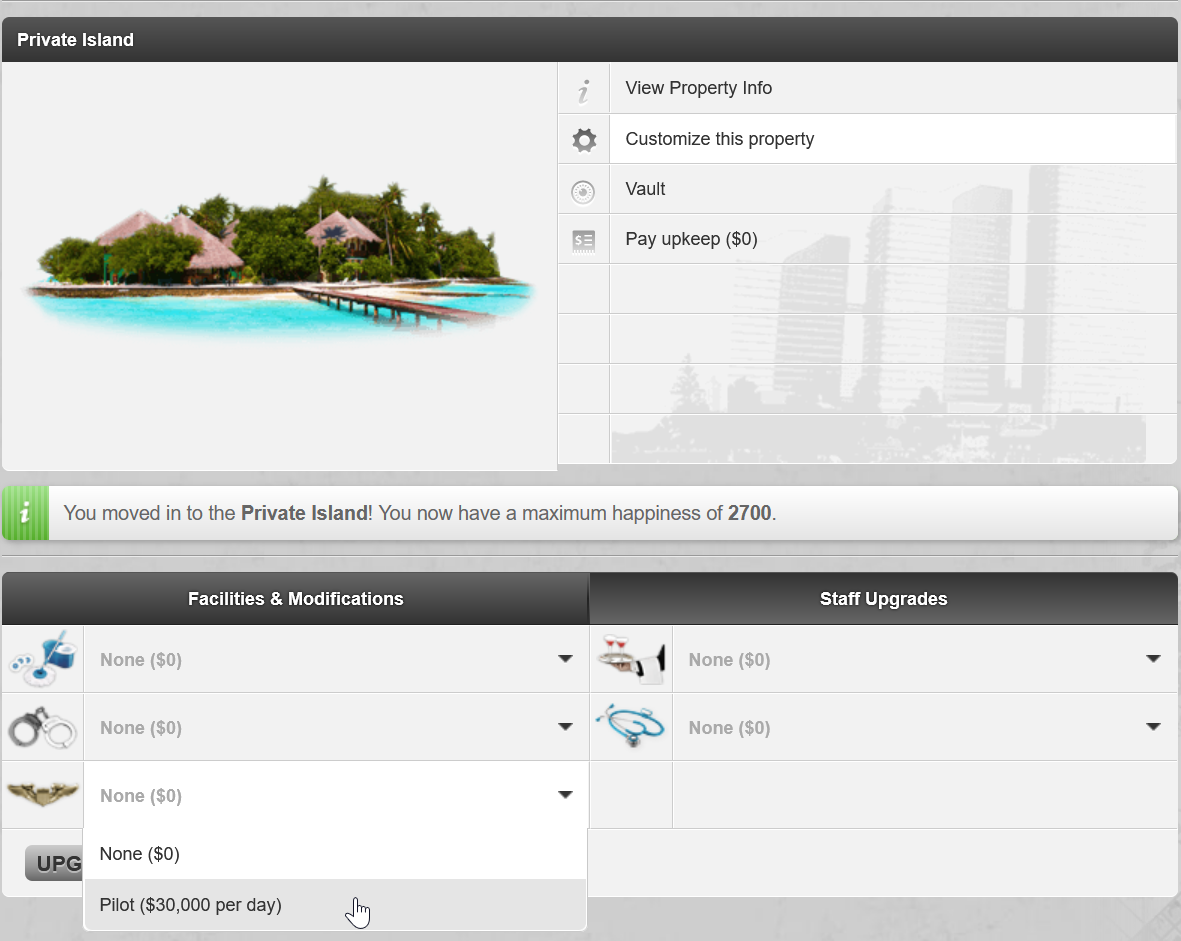 Private Island
View Property Info
Customize this property
Vault
Pay upkeep ($0)
You moved in to the Private Island! You now have a maximum happiness of 2700.
Facilities & Modifications
Staff Upgrades
None ($0)
None ($0)
None ($0)
None ($0)
None ($0)
None ($0)
UPG
Pilot ($30,000 per day)